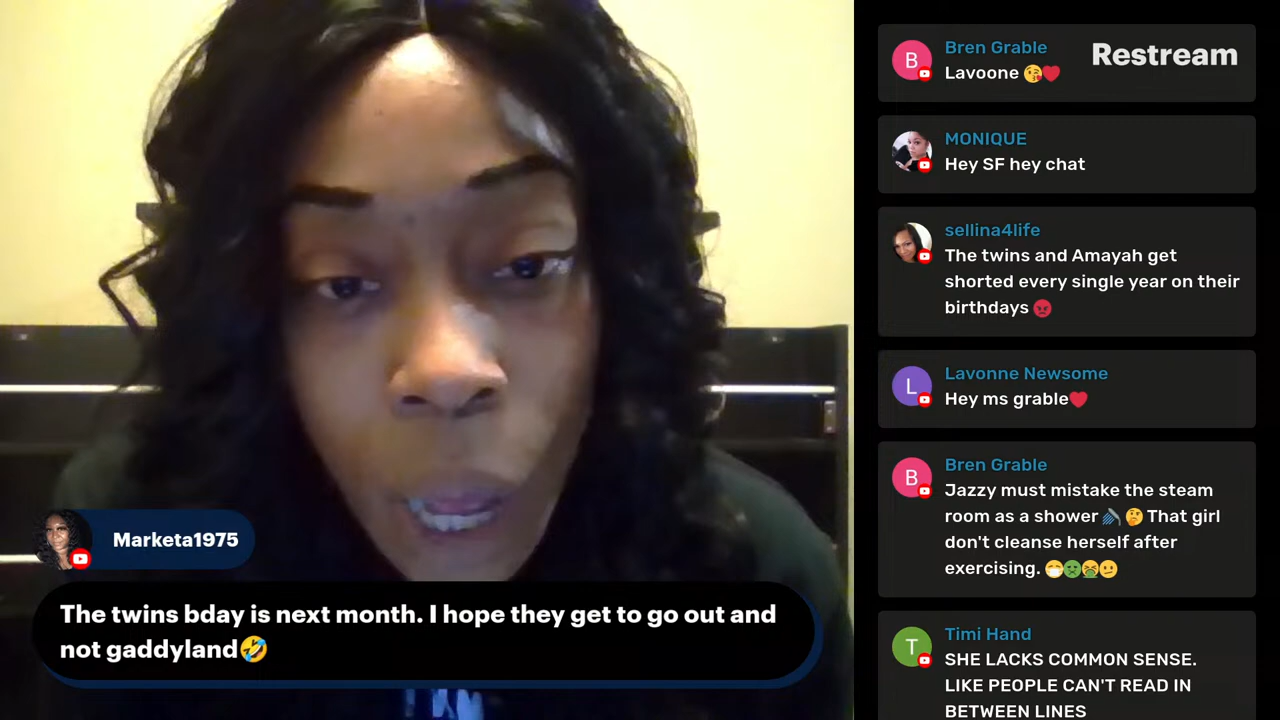 Restream
Bren Grable
Lavoone 😘❤️
MONIQUE
Hey SF hey chat
sellina4life
The twins and Amayah get
shorted every single year on their
birthdays 😡
Lavonne Newsome
Hey ms grable❤️
Bren Grable
Jazzy must mistake the steam
room as a shower 🚿🤔That girl
don't cleanse herself after
exercising. 😷🤢🤮🫤
Timi Hand
SHE LACKS COMMON SENSE.
LIKE PEOPLE CAN'T READ IN
BETWEEN LINES
Marketa1975
The twins bday is next month. I hope they get to go out and
not gaddyland🤣